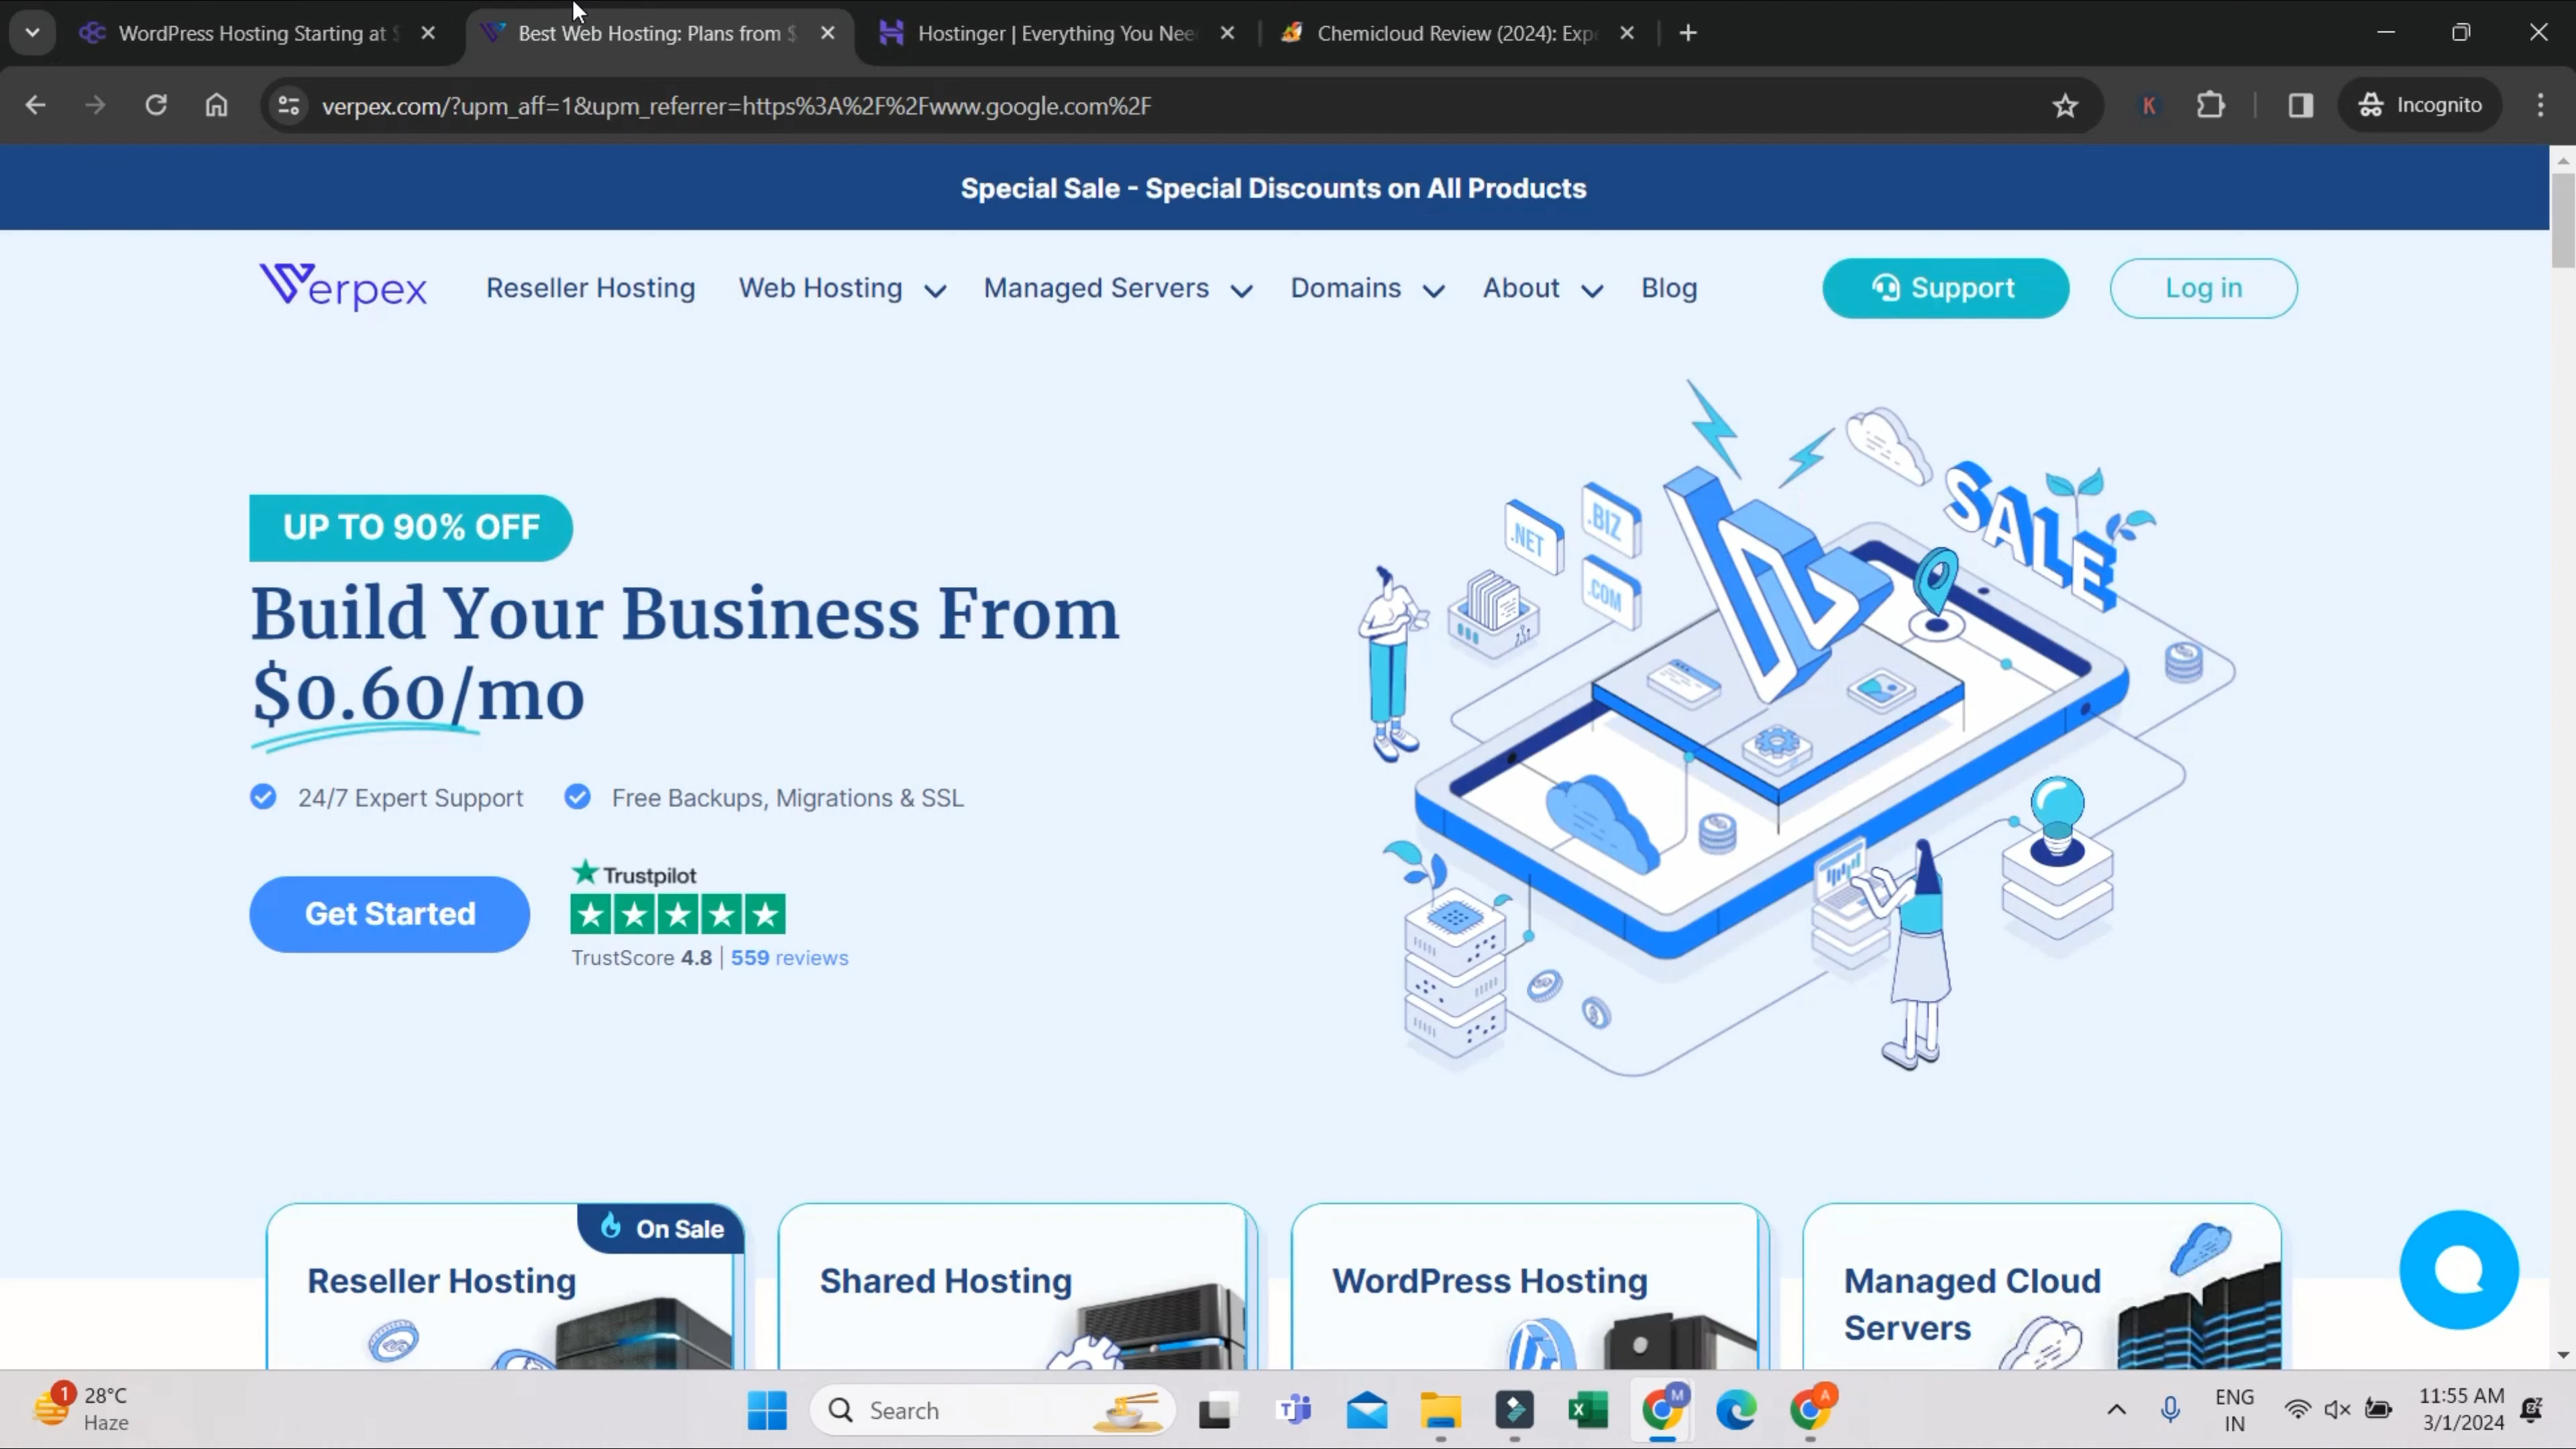 WordPress Hosting Starting at $
Best Web Hosting: Plans from $
Hostinger | Everything You Nee
Chemicloud Review (2024): Exp
verpex.com/?upm_aff=1&upm_referrer=https%3A%2F%2Fwww.google.com%2F
K
Incognito
Special Sale - Special Discounts on All Products
Verpex
Reseller Hosting
Web Hosting
Managed Servers
Domains
About
Blog
Support
Log in
UP TO 90% OFF
Build Your Business From
$0.60/mo
24/7 Expert Support
Free Backups, Migrations & SSL
Get Started
Trustpilot
TrustScore 4.8 | 559 reviews
.NET
.BIZ
.COM
SALE
On Sale
Reseller Hosting
Shared Hosting
WordPress Hosting
Managed Cloud
Servers
1
28°C
Haze
Search
M
A
ENG
IN
11:55 AM
3/1/2024